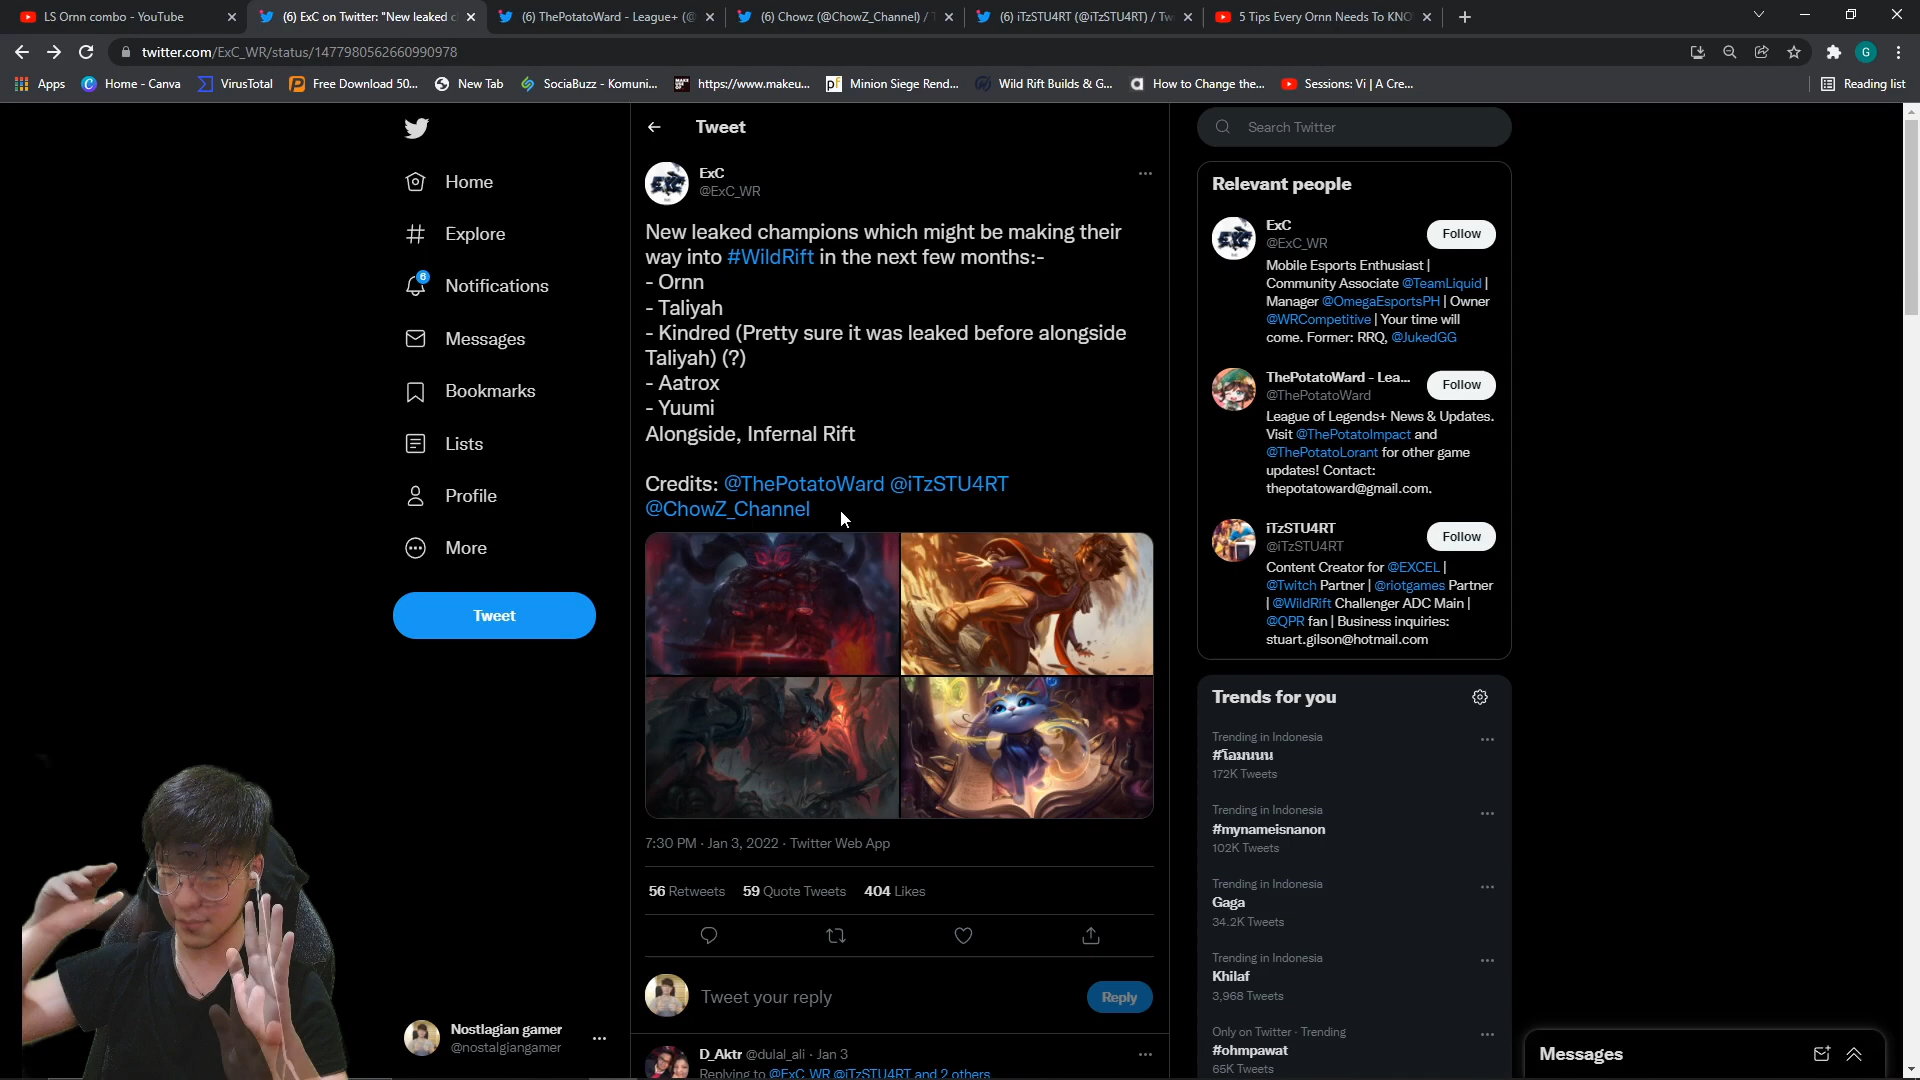 LS Ornn combo - YouTube
(6) ExC on Twitter: "New leaked c
(6) ThePotatoWard - League+ (@
(6) Chowz (@ChowZ_Channel) / T
(6) iTzSTU4RT (@iTzSTU4RT) / Tw
5 Tips Every Ornn Needs To KNO
twitter.com/ExC_WR/status/1477980562660990978
G
Apps
Home - Canva
VirusTotal
Free Download 50...
New Tab
SociaBuzz - Komuni...
https://www.makeu...
Minion Siege Rend...
Wild Rift Builds & G...
How to Change the...
Sessions: Vi | A Cre...
Reading list
Home
Explore
6
Notifications
Messages
Bookmarks
Lists
Profile
More
Tweet
Nostlagian gamer
@nostalgiangamer
Tweet
ExC
@ExC_WR
New leaked champions which might be making their
way into #WildRift in the next few months:-
- Ornn
- Taliyah
- Kindred (Pretty sure it was leaked before alongside
Taliyah) (?)
- Aatrox
- Yuumi
Alongside, Infernal Rift
Credits: @ThePotatoWard @iTzSTU4RT
@ChowZ_Channel
7:30 PM · Jan 3, 2022 · Twitter Web App
56 Retweets 59 Quote Tweets 404 Likes
Tweet your reply
Reply
D_Aktr @dulal_ali · Jan 3
Replying to @ExC_WR @iTzSTU4RT and 2 others
Search Twitter
Relevant people
ExC
@ExC_WR
Follow
Mobile Esports Enthusiast |
Community Associate @TeamLiquid |
Manager @OmegaEsportsPH | Owner
@WRCompetitive | Your time will
come. Former: RRQ, @JukedGG
ThePotatoWard - Lea...
@ThePotatoWard
Follow
League of Legends+ News & Updates.
Visit @ThePotatoImpact and
@ThePotatoLorant for other game
updates! Contact:
thepotatoward@gmail.com.
iTzSTU4RT
@iTzSTU4RT
Follow
Content Creator for @EXCEL |
@Twitch Partner | @riotgames Partner
| @WildRift Challenger ADC Main |
@QPR fan | Business inquiries:
stuart.gilson@hotmail.com
Trends for you
Trending in Indonesia
#โอมนนน
172K Tweets
Trending in Indonesia
#mynameisnanon
102K Tweets
Trending in Indonesia
Gaga
34.2K Tweets
Trending in Indonesia
Khilaf
3,968 Tweets
Only on Twitter · Trending
#ohmpawat
65K Tweets
Messages